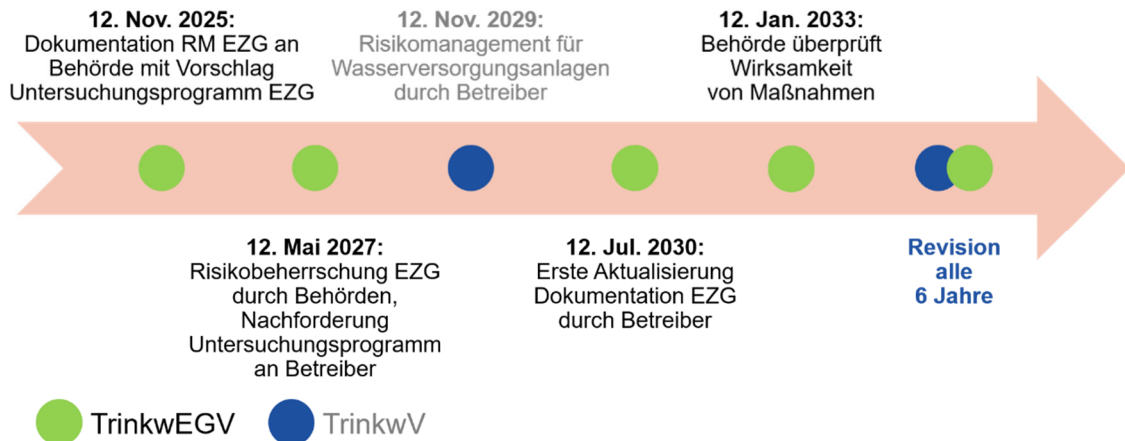 12. Nov. 2025:
Dokumentation RM EZG an
Behörde mit Vorschlag
Untersuchungsprogramm EZG
12. Nov. 2029:
Risikomanagement für
Wasserversorgungsanlagen
durch Betreiber
12. Jan. 2033:
Behörde überprüft
Wirksamkeit
von Maßnahmen
12. Mai 2027:
Risikobeherrschung EZG
durch Behörden,
Nachforderung
Untersuchungsprogramm
an Betreiber
12. Jul. 2030:
Erste Aktualisierung
Dokumentation EZG
durch Betreiber
Revision
alle
6 Jahre
TrinkwEGV
TrinkwV